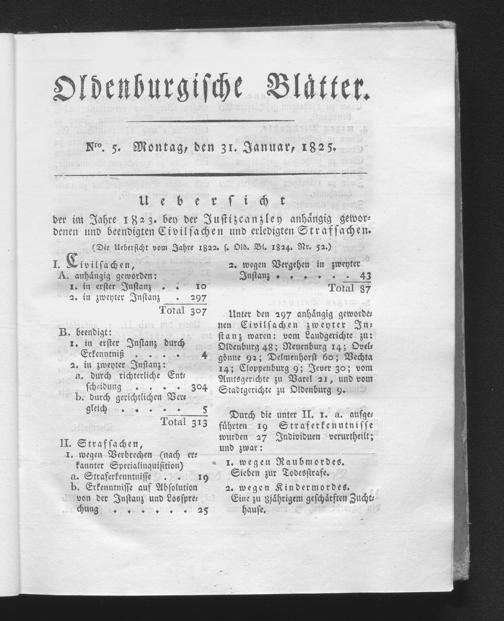 Oldenburgische Blätter.
Nro. 5. Montag, den 31. Januar, 1825.
Uebersicht
der im Jahre 1823. bey der Justizcanzley anhängig gewor-
denen und beendigten Civilsachen und erledigten Strafsachen.
(Die Uebersicht vom Jahre 1822. s. Old. Bl. 1824. Nr. 52.)
I. Civilsachen,
A. anhängig geworden:
1. in erster Instanz . . 10
2. in zweyter Instanz . 297
Total 307
B. beendigt:
1. in erster Instanz durch
Erkenntniß . . . . 4
2. in zweyter Instanz:
a. durch richterliche Ent-
scheidung . . . . 304
b. durch gerichtlichen Ver-
gleich . . . . . 5
Total 313
II. Strafsachen,
1. wegen Verbrechen (nach er-
kannter Specialinquisition)
a. Straferkenntnisse . . 19
b. Erkenntnisse auf Absolution
von der Instanz und Losspre-
chung . . . . . . 25
2. wegen Vergehen in zweyter
Instanz . . . . . . 43
Total 87
Unter den 297 anhängig geworde-
nen Civilsachen zweyter In-
stanz waren: vom Landgerichte zu:
Oldenburg 48; Neuenburg 14; Ovel-
gönne 92; Delmenhorst 60; Vechta
14; Cloppenburg 9; Jever 30; vom
Amtsgerichte zu Varel 21, und vom
Stadtgerichte zu Oldenburg 9.
Durch die unter II. 1. a. aufge-
führten 19 Straferkenntnisse
wurden 27 Individuen verurtheilt;
und zwar:
1. wegen Raubmordes.
Sieben zur Todesstrafe.
2. wegen Kindermordes.
Eine zu 8jährigem geschärften Zucht-
hause.